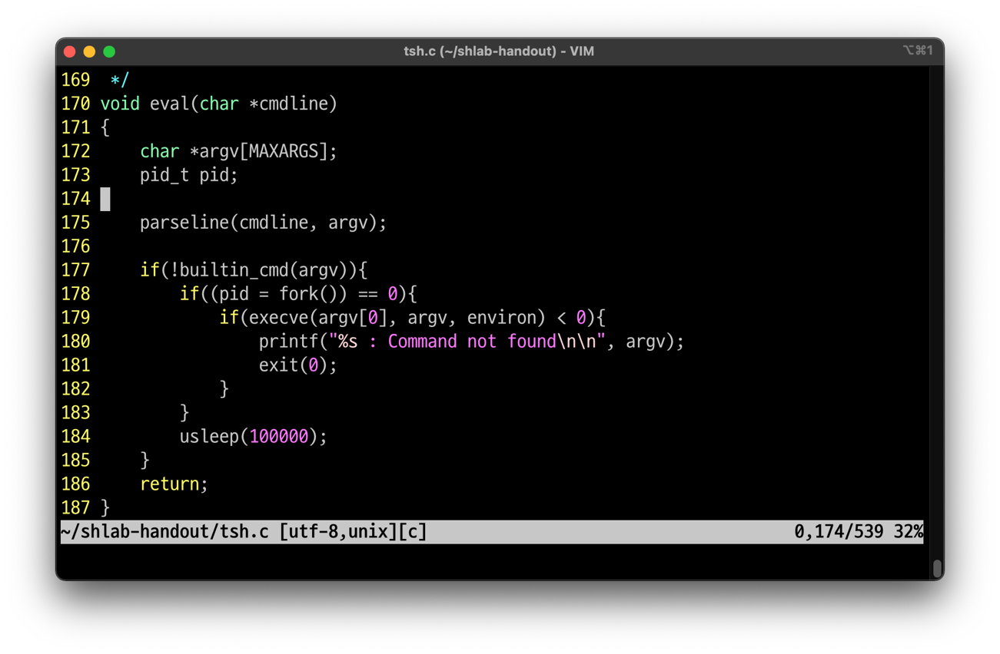 tsh.c (~/shlab-handout) - VIM ⌥⌘1
169  */
170 void eval(char *cmdline)
171 {
172     char *argv[MAXARGS];
173     pid_t pid;
174
175     parseline(cmdline, argv);
176
177     if(!builtin_cmd(argv)){
178         if((pid = fork()) == 0){
179             if(execve(argv[0], argv, environ) < 0){
180                 printf("%s : Command not found\n\n", argv);
181                 exit(0);
182             }
183         }
184         usleep(100000);
185     }
186     return;
187 }
~/shlab-handout/tsh.c [utf-8,unix][c] 0,174/539 32%